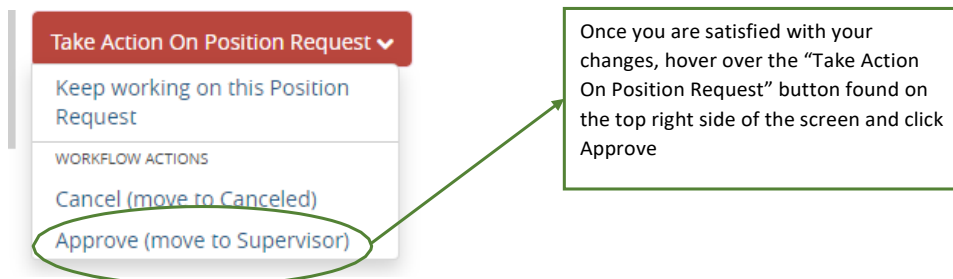 Take Action On Position Request
Keep working on this Position
Request
WORKFLOW ACTIONS
Cancel (move to Canceled)
Approve (move to Supervisor)
Once you are satisfied with your
changes, hover over the “Take Action
On Position Request” button found on
the top right side of the screen and click
Approve